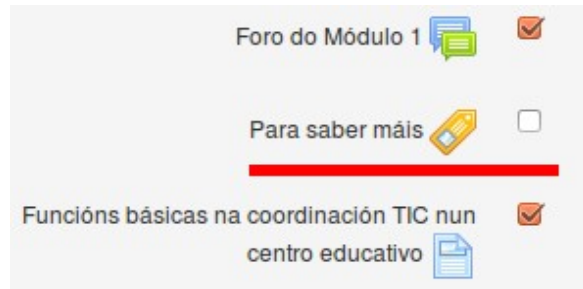 Foro do Módulo 1
Para saber máis
Funcións básicas na coordinación TIC nun
centro educativo